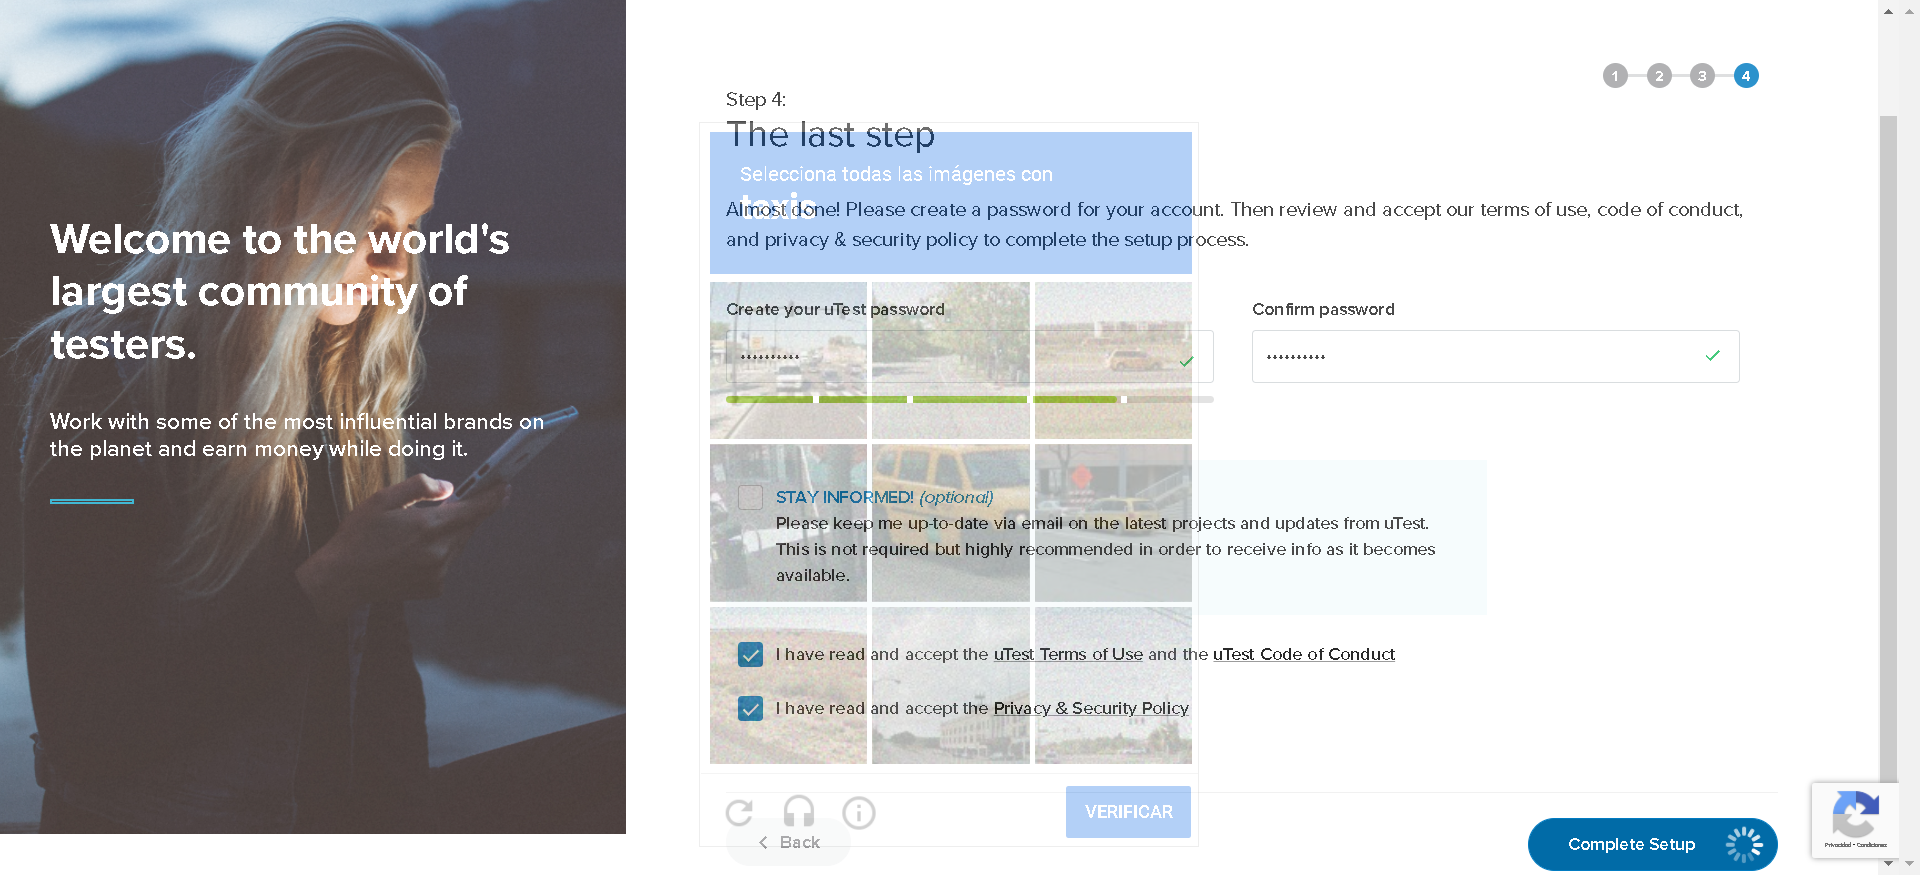 1 2 3 4
Step 4:
The last step
Selecciona todas las imágenes con
taxis
Almost done! Please create a password for your account. Then review and accept our terms of use, code of conduct,
and privacy & security policy to complete the setup process.
Welcome to the world's
largest community of
testers.
Work with some of the most influential brands on
the planet and earn money while doing it.
Create your uTest password
Confirm password
STAY INFORMED! (optional)
Please keep me up-to-date via email on the latest projects and updates from uTest.
This is not required but highly recommended in order to receive info as it becomes
available.
I have read and accept the uTest Terms of Use and the uTest Code of Conduct
I have read and accept the Privacy & Security Policy
VERIFICAR
Back
Complete Setup
Privacidad - Condiciones